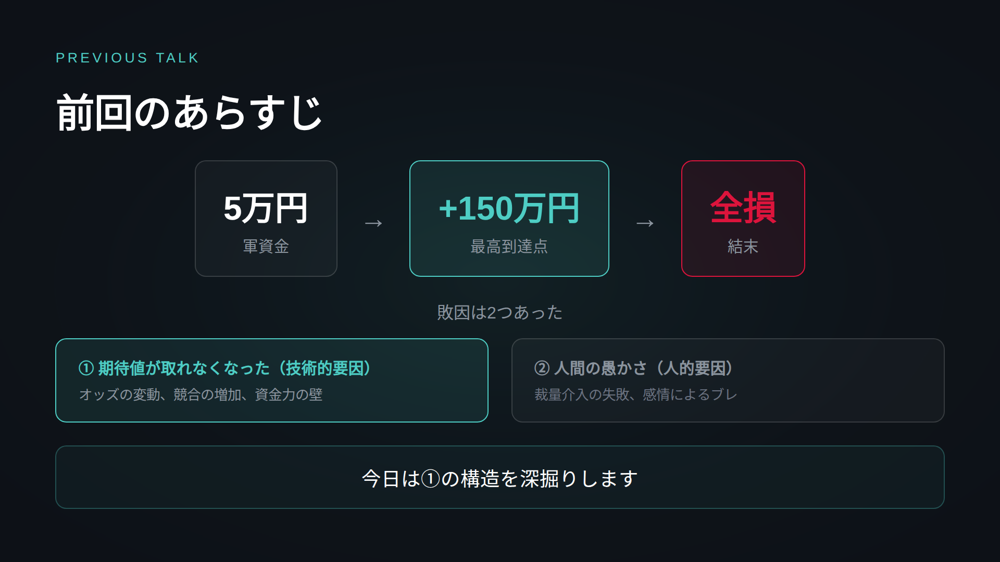 PREVIOUS TALK
前回のあらすじ
5万円
軍資金
→
+150万円
最高到達点
→
全損
結末
敗因は2つあった
① 期待値が取れなくなった（技術的要因）
オッズの変動、競合の増加、資金力の壁
② 人間の愚かさ（人的要因）
裁量介入の失敗、感情によるブレ
今日は①の構造を深掘りします